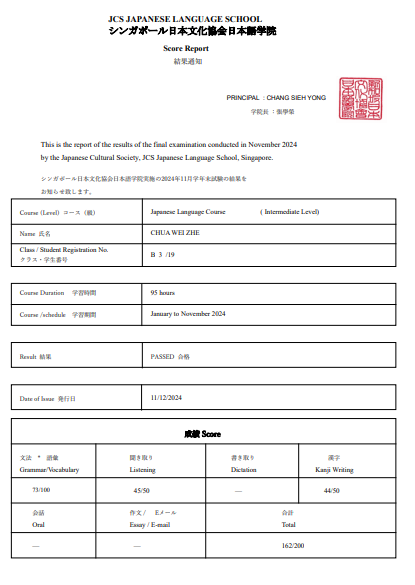 JCS JAPANESE LANGUAGE SCHOOL
シンガポール日本文化協会日本語学院
Score Report
結果通知
PRINCIPAL : CHANG SIEH YONG
学院長 : 張學榮
This is the report of the results of the final examination conducted in November 2024
by the Japanese Cultural Society, JCS Japanese Language School, Singapore.
シンガポール日本文化協会日本語学院実施の2024年11月学年末試験の結果を
お知らせ致します。
Course (Level) コース（級） Japanese Language Course ( Intermediate Level)
Name 氏名 CHUA WEI ZHE
Class / Student Registration No. B 3 /19
クラス・学生番号
Course Duration 学習時間 95 hours
Course /schedule 学習期間 January to November 2024
Result 結果 PASSED 合格
Date of Issue 発行日 11/12/2024
成績 Score
文法 * 語彙 聞き取り 書き取り 漢字
Grammar/Vocabulary Listening Dictation Kanji Writing
73/100 45/50 — 44/50
会話 作文 / Eメール 合計
Oral Essay / E-mail Total
— — 162/200